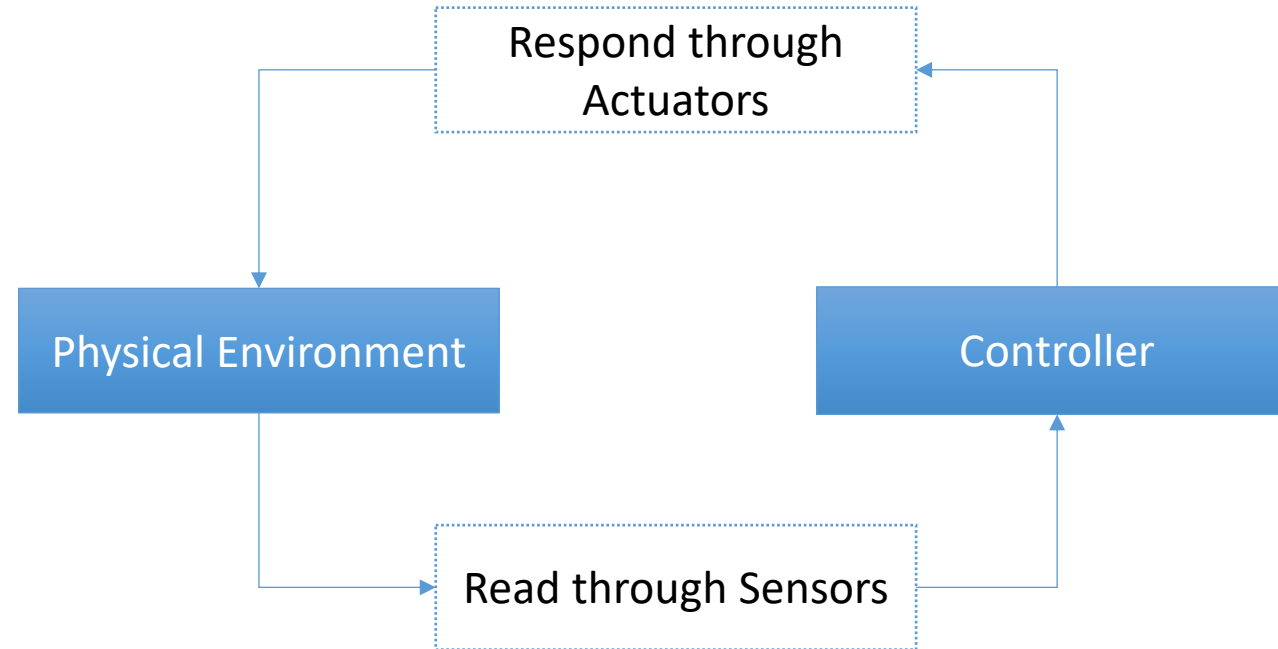 Respond through
Actuators
Physical Environment
Controller
Read through Sensors